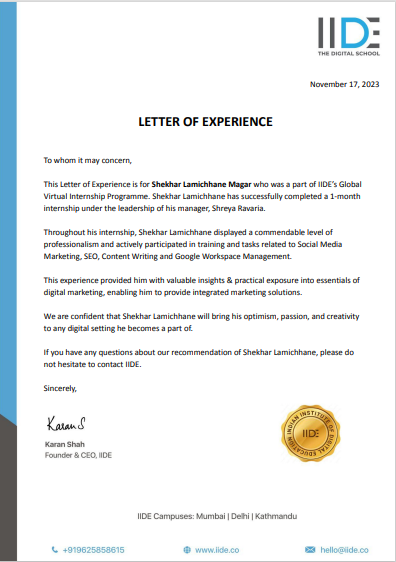 IIDE
THE DIGITAL SCHOOL
November 17, 2023
LETTER OF EXPERIENCE
To whom it may concern,
This Letter of Experience is for Shekhar Lamichhane Magar who was a part of IIDE's Global
Virtual Internship Programme. Shekhar Lamichhane has successfully completed a 1-month
internship under the leadership of his manager, Shreya Ravaria.
Throughout his internship, Shekhar Lamichhane displayed a commendable level of
professionalism and actively participated in training and tasks related to Social Media
Marketing, SEO, Content Writing and Google Workspace Management.
This experience provided him with valuable insights & practical exposure into essentials of
digital marketing, enabling him to provide integrated marketing solutions.
We are confident that Shekhar Lamichhane will bring his optimism, passion, and creativity
to any digital setting he becomes a part of.
If you have any questions about our recommendation of Shekhar Lamichhane, please do
not hesitate to contact IIDE.
Sincerely,
Karan S
Karan Shah
Founder & CEO, IIDE
INDIAN INSTITUTE OF DIGITAL EDUCATION
IIDE
IIDE Campuses: Mumbai | Delhi | Kathmandu
+919625858615 www.iide.co hello@iide.co